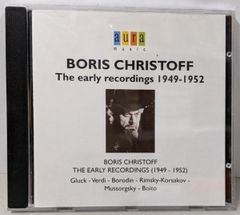 aura
music
BORIS CHRISTOFF
The early recordings 1949-1952
BORIS CHRISTOFF
THE EARLY RECORDINGS (1949 - 1952)
Gluck - Verdi - Borodin - Rimsky-Korsakov -
Mussorgsky - Boito